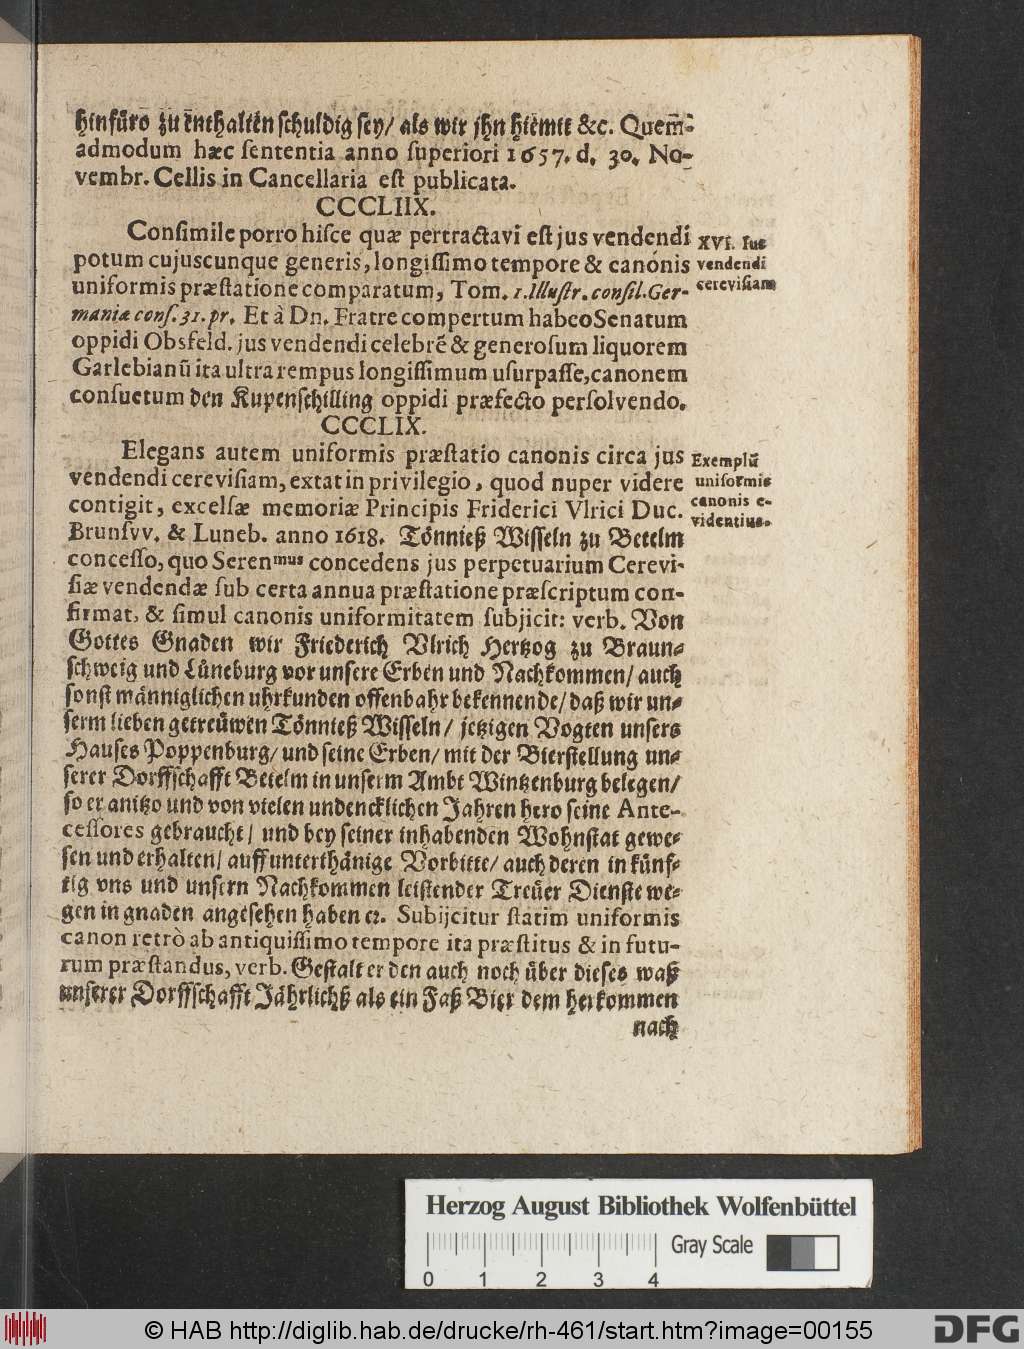 hinfüro zu enthalten schuldig sey/ als wir jhn hiemit &c. Quem-
admodum hæc sententia anno superiori 1657. d. 30. No-
vembr. Cellis in Cancellaria est publicata.
CCCLIIX.
Consimile porro hisce quæ pertractavi est jus vendendi
potum cujuscunque generis, longissimo tempore & canonis
uniformis præstatione comparatum, Tom. 1. Illustr. consil. Ger-
maniæ cons. 31. pr. Et à Dn. Fratre compertum habeo Senatum
oppidi Obsfeld. jus vendendi celebrẽ & generosum liquorem
Garlebianũ ita ultra tempus longissimum usurpasse, canonem
consuetum den Kupenschilling oppidi præfecto persolvendo.
XVI. Jus
vendendi
cerevisiam
CCCLIX.
Elegans autem uniformis præstatio canonis circa jus
vendendi cerevisiam, extat in privilegio, quod nuper videre
contigit, excelsæ memoriæ Principis Friderici Vlrici Duc.
Brunsvv. & Luneb. anno 1618. Tönnieß Wisseln zu Betelm
concesso, quo Serenmus concedens jus perpetuarium Cerevi-
siæ vendendæ sub certa annua præstatione præscriptum con-
firmat, & simul canonis uniformitatem subjicit: verb. Von
Gottes Gnaden wir Friederich Vlrich Hertzog zu Braun-
schweig und Lüneburg vor unsere Erben und Nachkommen/ auch
sonst männiglichen uhrkunden offenbahr bekennende/ daß wir un-
serm lieben getreüwen Tönnieß Wisseln/ jetzigen Vogten unsers
Hauses Poppenburg/ und seine Erben/ mit der Bierstellung un-
serer Dorffschafft Betelm in unserm Ambt Wintzenburg belegen/
so er anitzo und von vielen undencklichen Jahren hero seine Ante-
cessores gebraucht/ und bey seiner inhabenden Wohnstat gewe-
sen und erhalten/ auff unterthänige Vorbitte/ auch deren in künf-
tig vns und unsern Nachkommen leistender Treüer Dienste we-
gen in gnaden angesehen haben ꝛc. Subijcitur statim uniformis
canon retrò ab antiquissimo tempore ita præstitus & in futu-
rum præstandus, verb. Gestalt er den auch noch über dieses waß
unserer Dorffschafft Jährlichß als ein Faß Bier dem herkommen
nach
Exemplũ
uniformis
canonis e-
videntius.
Herzog August Bibliothek Wolfenbüttel
0 1 2 3 4
Gray Scale
© HAB http://diglib.hab.de/drucke/rh-461/start.htm?image=00155
DFG